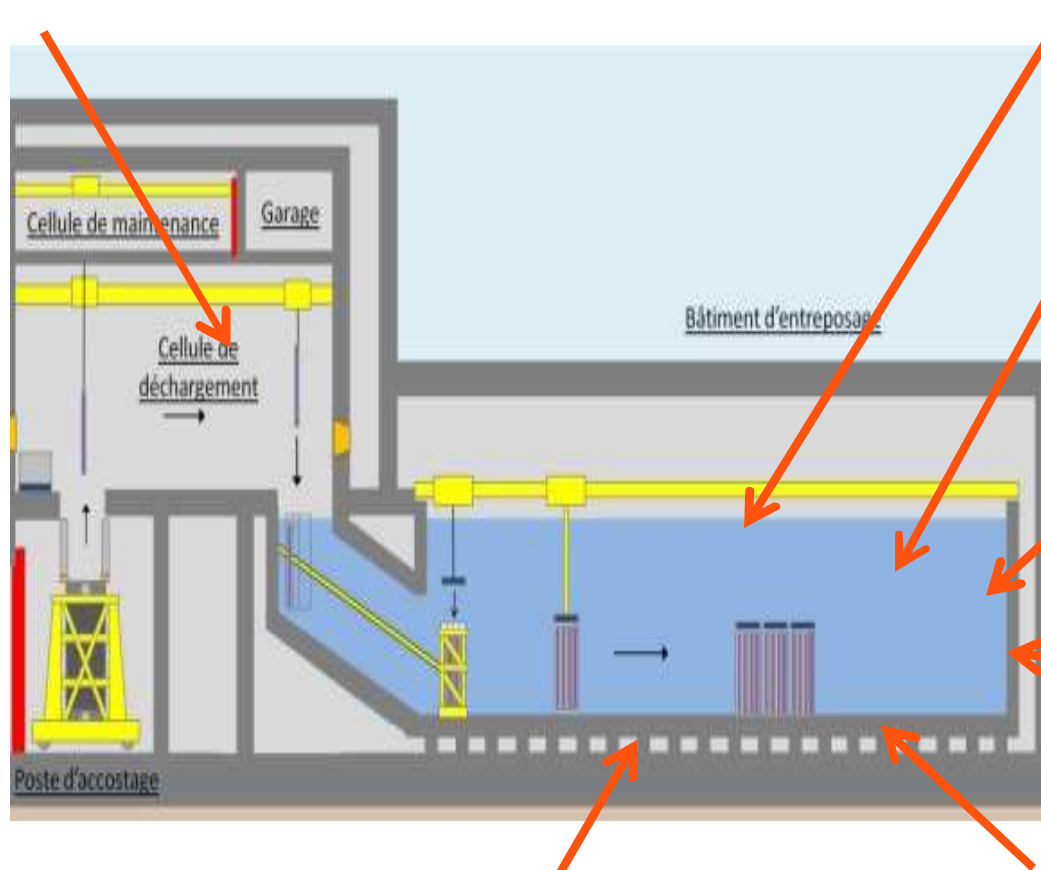 Cellule de maintenance
Garage
Bâtiment d'entreposage
Cellule de
déchargement
Poste d'accostage